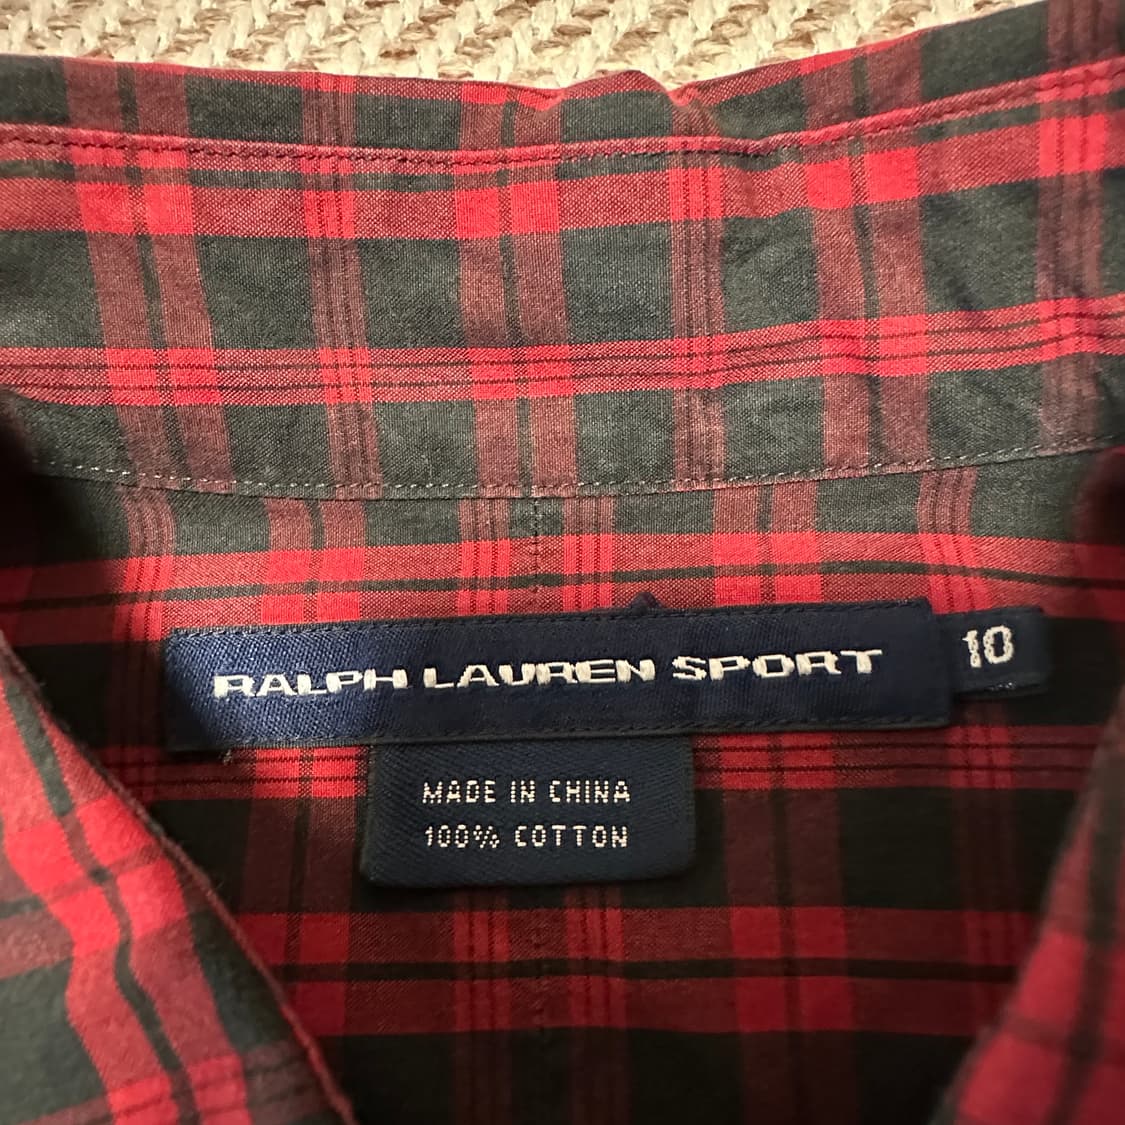 RALPH LAUREN SPORT
10
MADE IN CHINA
100% COTTON